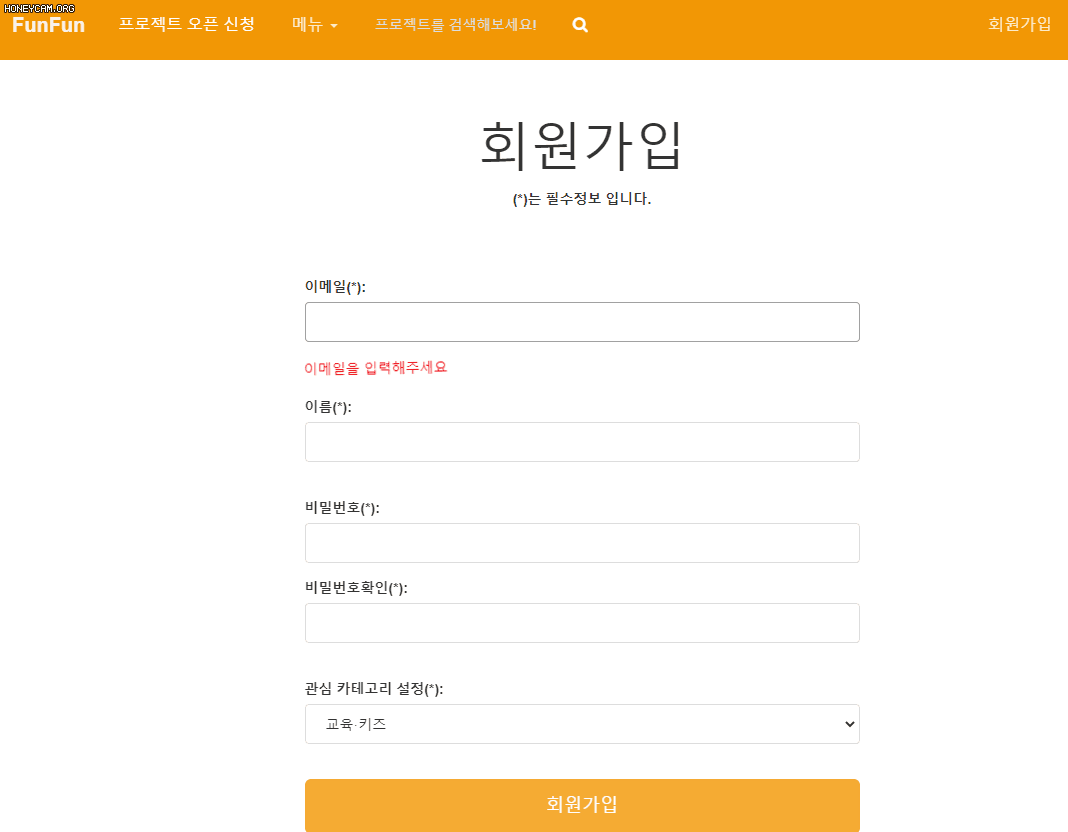 HONEYCAM.ORG
FunFun 프로젝트 오픈 신청 메뉴 프로젝트를 검색해보세요! 회원가입
회원가입
(*)는 필수정보 입니다.
이메일(*):
이메일을 입력해주세요
이름(*):
비밀번호(*):
비밀번호확인(*):
관심 카테고리 설정(*):
교육·키즈
회원가입